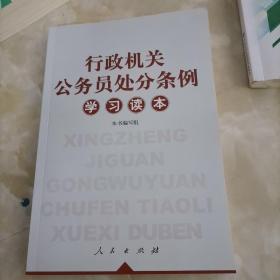 行政机关
公务员处分条例
学习读本
本书编写组
XINGZHENG
JIGUAN
GONGWUYUAN
CHUFEN TIAOLI
XUEXI DUBEN
人民出版社